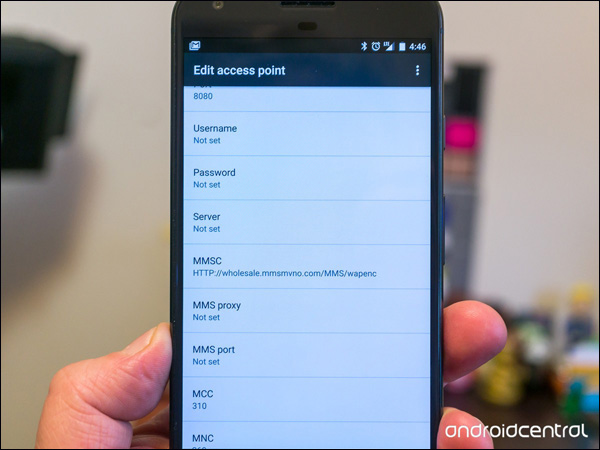 4:46
Edit access point
8080
Username
Not set
Password
Not set
Server
Not set
MMSC
HTTP://wholesale.mmsmvno.com/MMS/wapenc
MMS proxy
Not set
MMS port
Not set
MCC
310
MNC
androidcentral